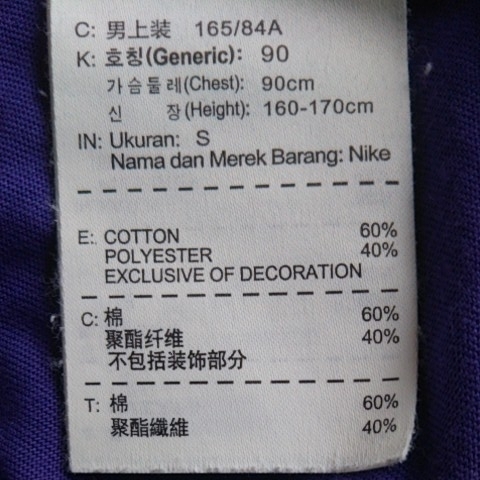 C: 男上装 165/84A
K: 호칭(Generic): 90
가슴둘레(Chest): 90cm
신 장(Height): 160-170cm
IN: Ukuran: S
Nama dan Merek Barang: Nike
E: COTTON 60%
POLYESTER 40%
EXCLUSIVE OF DECORATION
C: 棉 60%
聚酯纤维 40%
不包括装饰部分
T: 棉 60%
聚酯纖維 40%